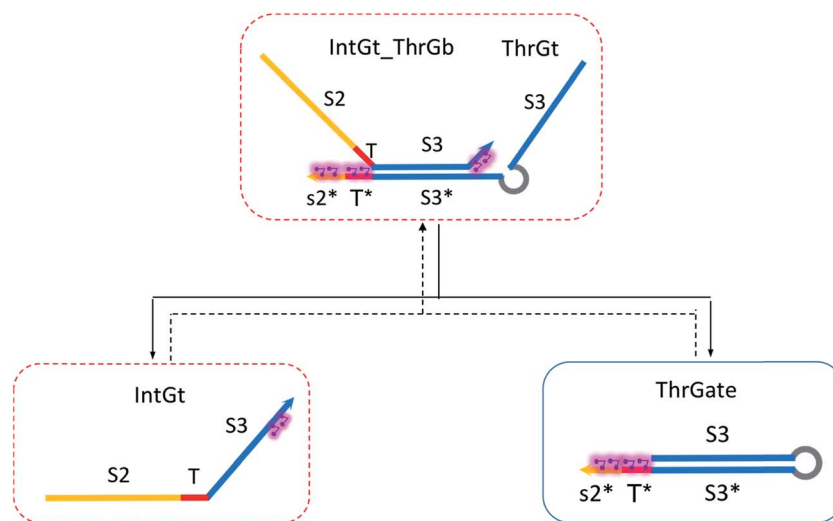 IntGt_ThrGb
ThrGt
S2
S3
T
S3
s2*
T*
S3*
IntGt
S3
S2
T
ThrGate
S3
s2*
T*
S3*